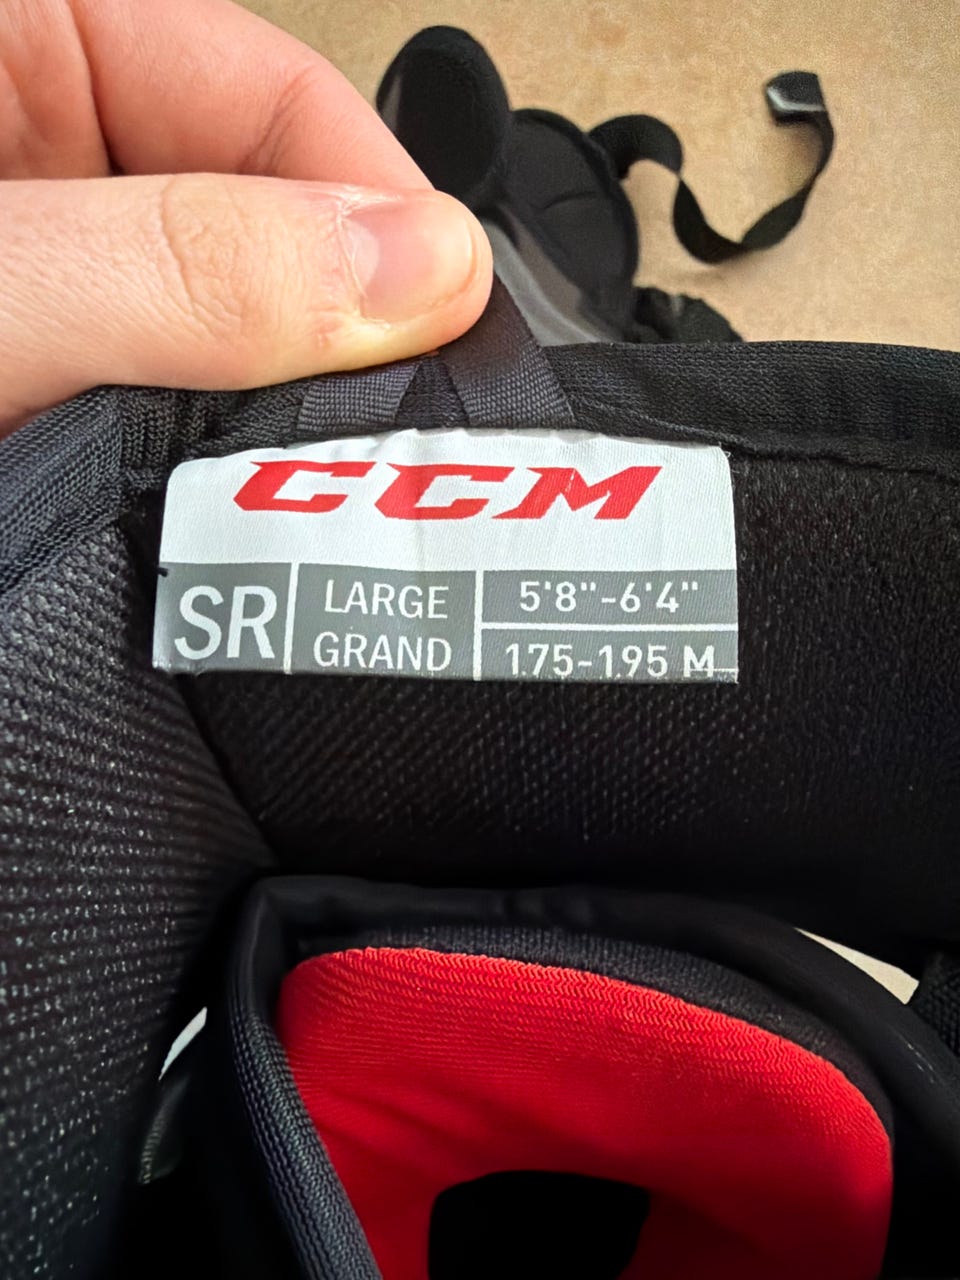 CCM
SR
LARGE
GRAND
5'8"-6'4"
1.75-1.95 M